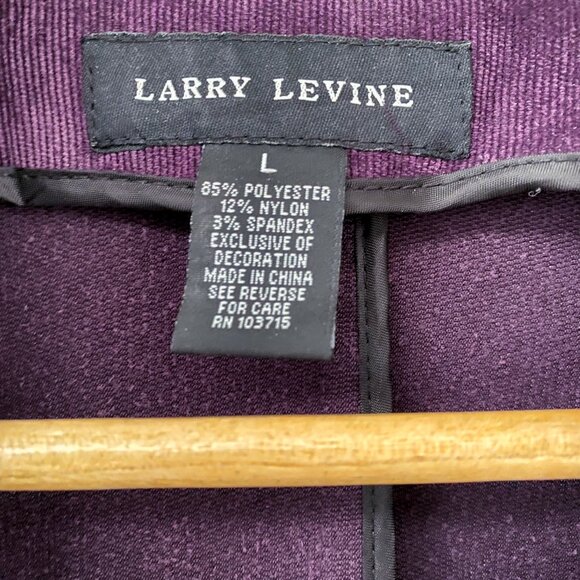 LARRY LEVINE
L
85% POLYESTER
12% NYLON
3% SPANDEX
EXCLUSIVE OF
DECORATION
MADE IN CHINA
SEE REVERSE
FOR CARE
RN 103715